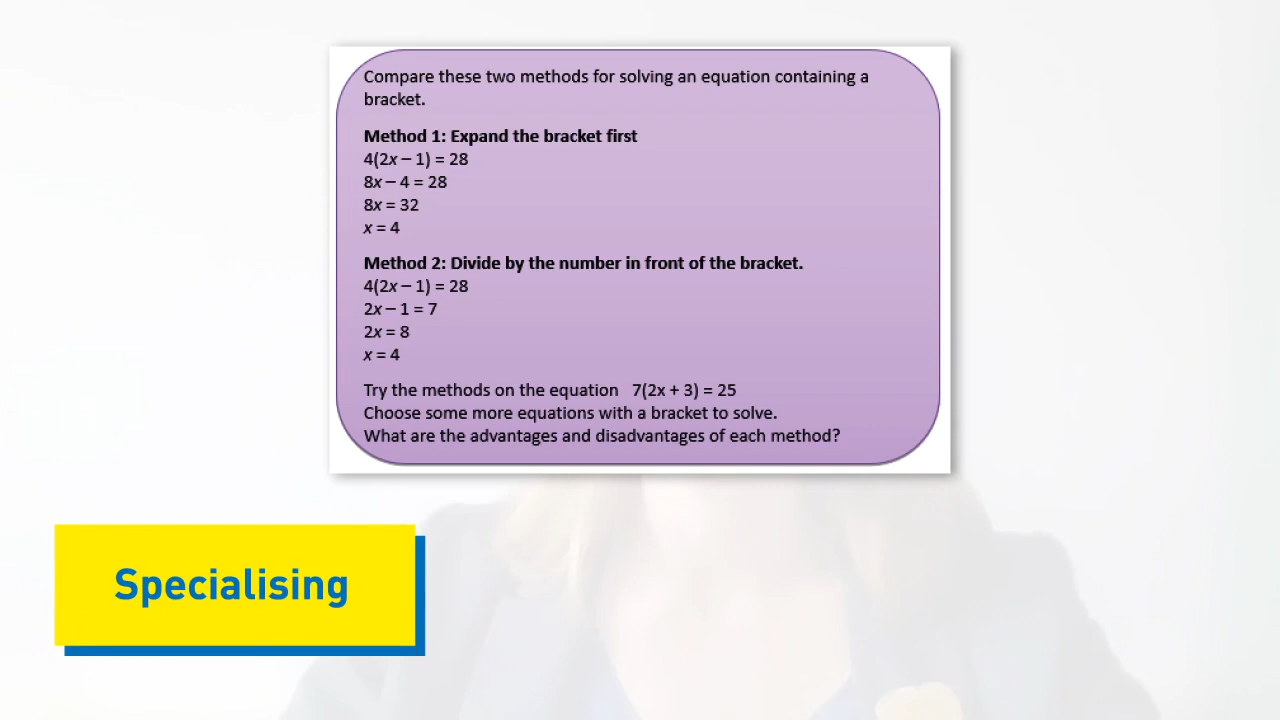 Compare these two methods for solving an equation containing a
bracket.
Method 1: Expand the bracket first
4(2x – 1) = 28
8x – 4 = 28
8x = 32
x = 4
Method 2: Divide by the number in front of the bracket.
4(2x – 1) = 28
2x – 1 = 7
2x = 8
x = 4
Try the methods on the equation   7(2x + 3) = 25
Choose some more equations with a bracket to solve.
What are the advantages and disadvantages of each method?
Specialising